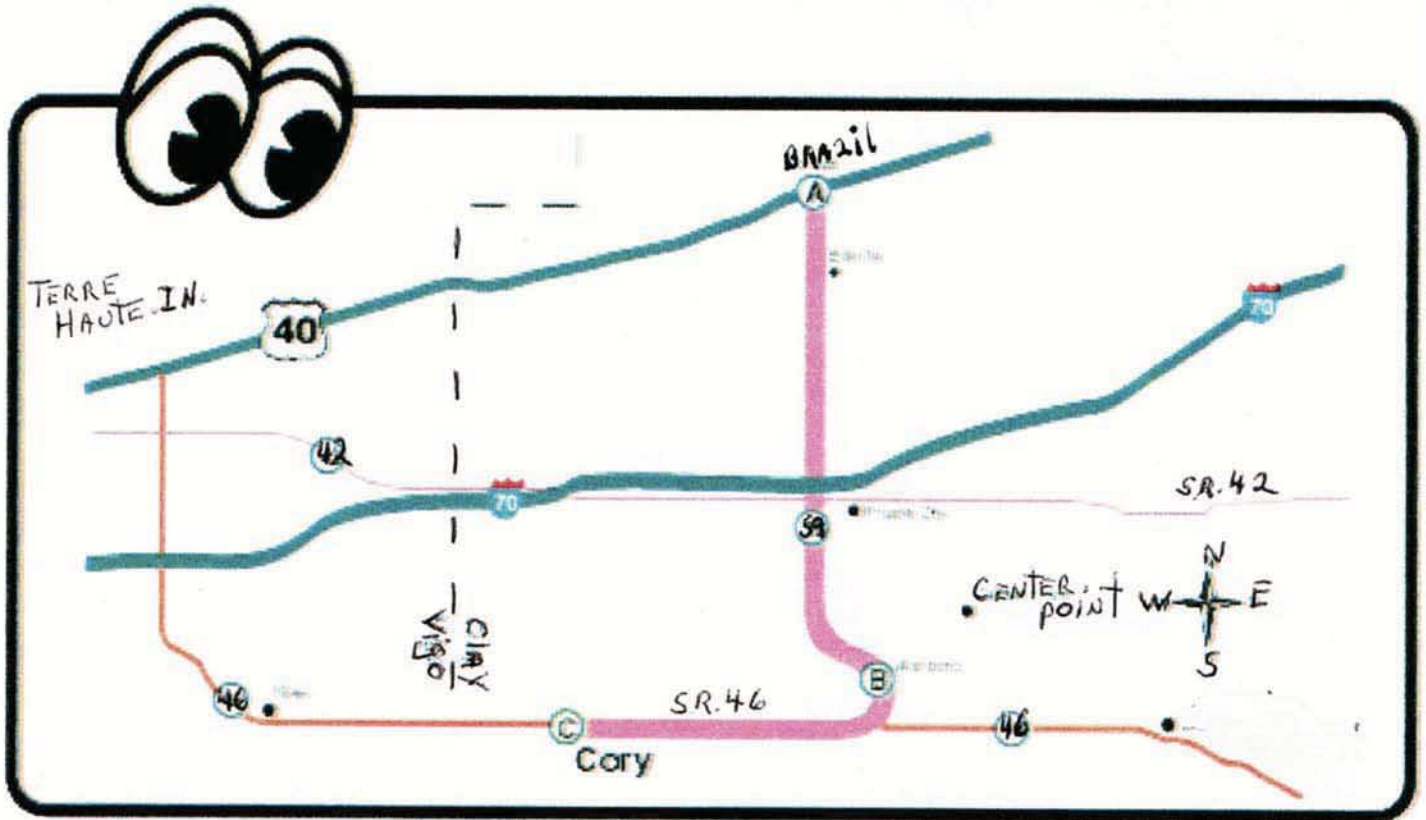 BRAZil
A
TERRE
HAUTE. IN.
40
70
42
70
SR. 42
59
N
CENTER.
POINT
W E
S
Clay
Vigo
B
46
SR. 46
C
46
Cory